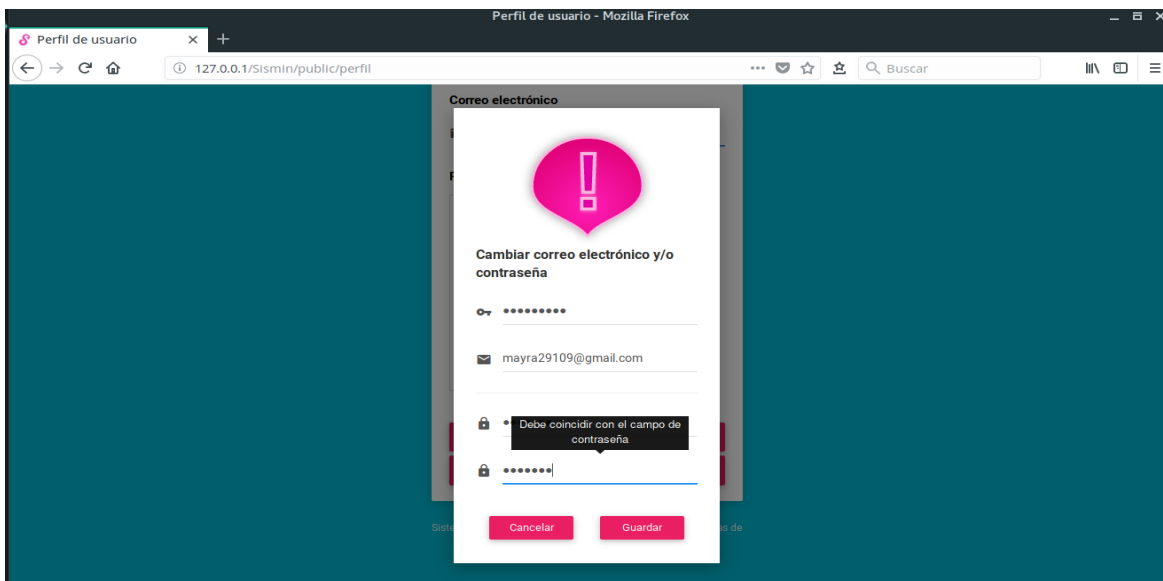 Perfil de usuario - Mozilla Firefox
Perfil de usuario
127.0.0.1/Sismin/public/perfil
Buscar
Correo electrónico
Cambiar correo electrónico y/o
contraseña
•••••••••
mayra29109@gmail.com
Debe coincidir con el campo de
contraseña
•••••••
Cancelar
Guardar